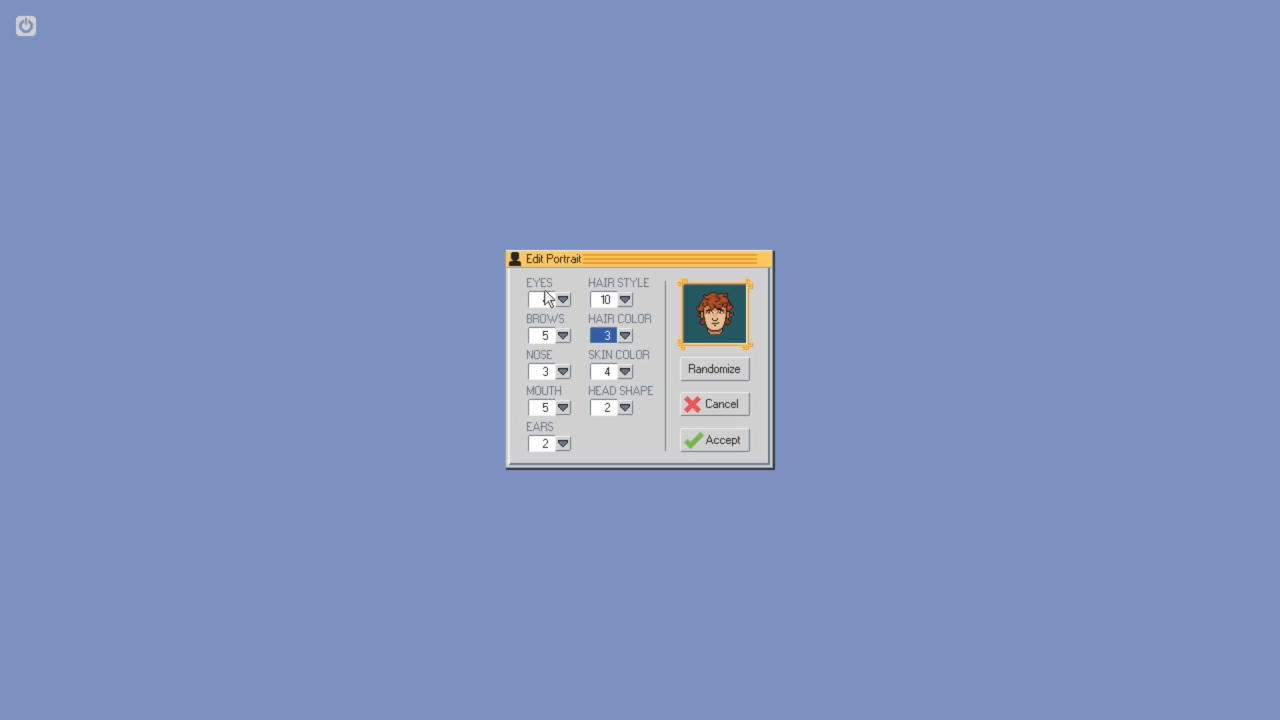 Edit Portrait
EYES HAIR STYLE
10
BROWS HAIR COLOR
5 3
NOSE SKIN COLOR
3 4
Randomize
MOUTH HEAD SHAPE
5 2
Cancel
EARS
2
Accept